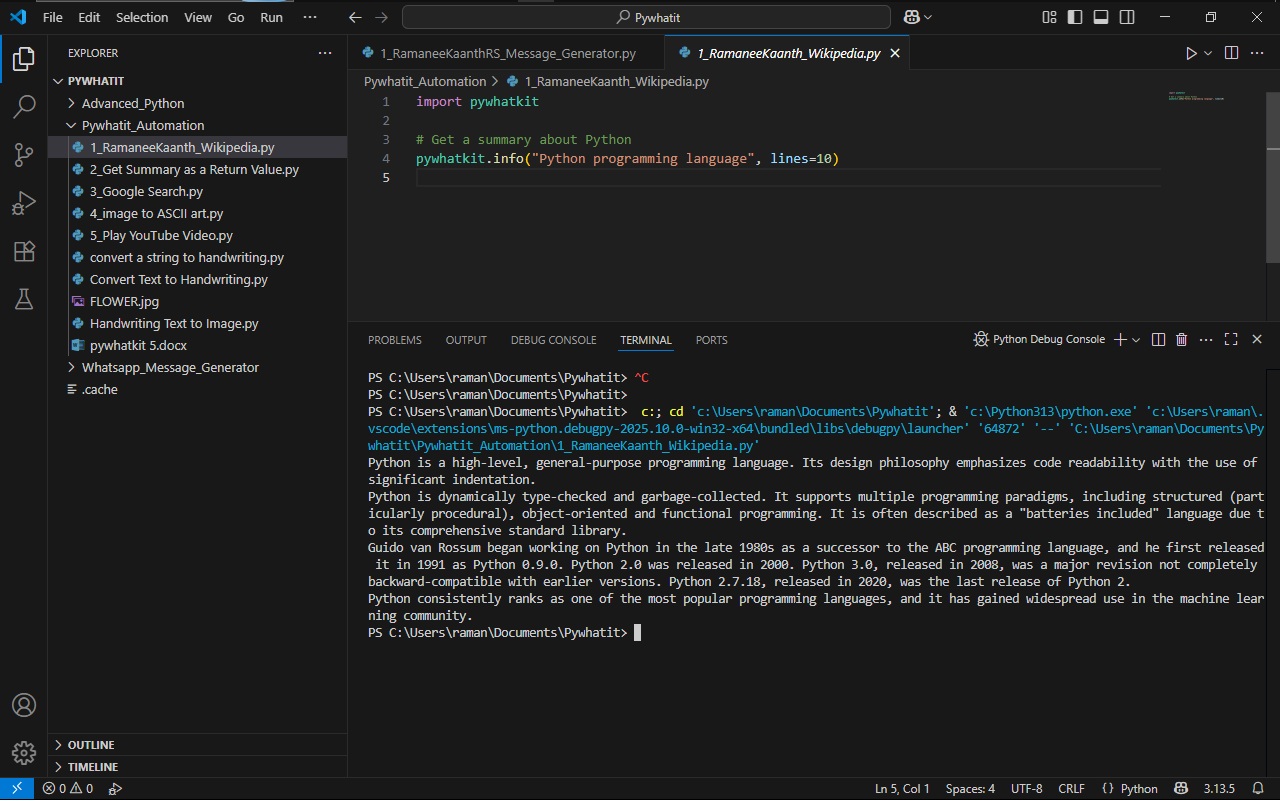 File Edit Selection View Go Run ··· Pywhatit
EXPLORER ···
PYWHATIT
Advanced_Python
Pywhatit_Automation
1_RamaneeKaanth_Wikipedia.py
2_Get Summary as a Return Value.py
3_Google Search.py
4_image to ASCII art.py
5_Play YouTube Video.py
convert a string to handwriting.py
Convert Text to Handwriting.py
FLOWER.jpg
Handwriting Text to Image.py
pywhatkit 5.docx
Whatsapp_Message_Generator
.cache
OUTLINE
TIMELINE
1_RamaneeKaanthRS_Message_Generator.py 1_RamaneeKaanth_Wikipedia.py
Pywhatit_Automation > 1_RamaneeKaanth_Wikipedia.py
1 import pywhatkit
2
3 # Get a summary about Python
4 pywhatkit.info("Python programming language", lines=10)
5
PROBLEMS OUTPUT DEBUG CONSOLE TERMINAL PORTS Python Debug Console
PS C:\Users\raman\Documents\Pywhatit> ^C
PS C:\Users\raman\Documents\Pywhatit>
PS C:\Users\raman\Documents\Pywhatit>  c:; cd 'c:\Users\raman\Documents\Pywhatit'; & 'c:\Python313\python.exe' 'c:\Users\raman\.
vscode\extensions\ms-python.debugpy-2025.10.0-win32-x64\bundled\libs\debugpy\launcher' '64872' '--' 'C:\Users\raman\Documents\Py
whatit\Pywhatit_Automation\1_RamaneeKaanth_Wikipedia.py'
Python is a high-level, general-purpose programming language. Its design philosophy emphasizes code readability with the use of
significant indentation.
Python is dynamically type-checked and garbage-collected. It supports multiple programming paradigms, including structured (part
icularly procedural), object-oriented and functional programming. It is often described as a "batteries included" language due t
o its comprehensive standard library.
Guido van Rossum began working on Python in the late 1980s as a successor to the ABC programming language, and he first released
it in 1991 as Python 0.9.0. Python 2.0 was released in 2000. Python 3.0, released in 2008, was a major revision not completely
backward-compatible with earlier versions. Python 2.7.18, released in 2020, was the last release of Python 2.
Python consistently ranks as one of the most popular programming languages, and it has gained widespread use in the machine lear
ning community.
PS C:\Users\raman\Documents\Pywhatit>
0 0 Ln 5, Col 1 Spaces: 4 UTF-8 CRLF {} Python 3.13.5